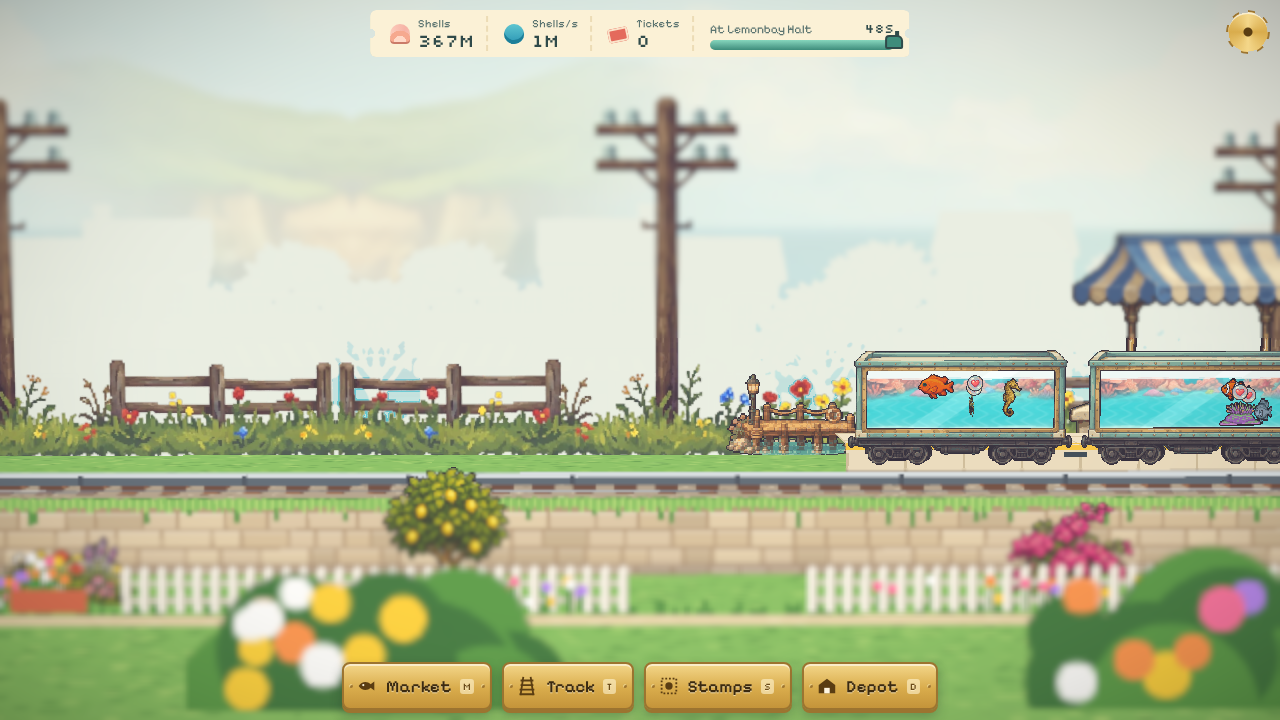 Shells
367M
Shells/s
1M
Tickets
0
At Lemonbay Halt 48s
Market M
Track T
Stamps S
Depot D